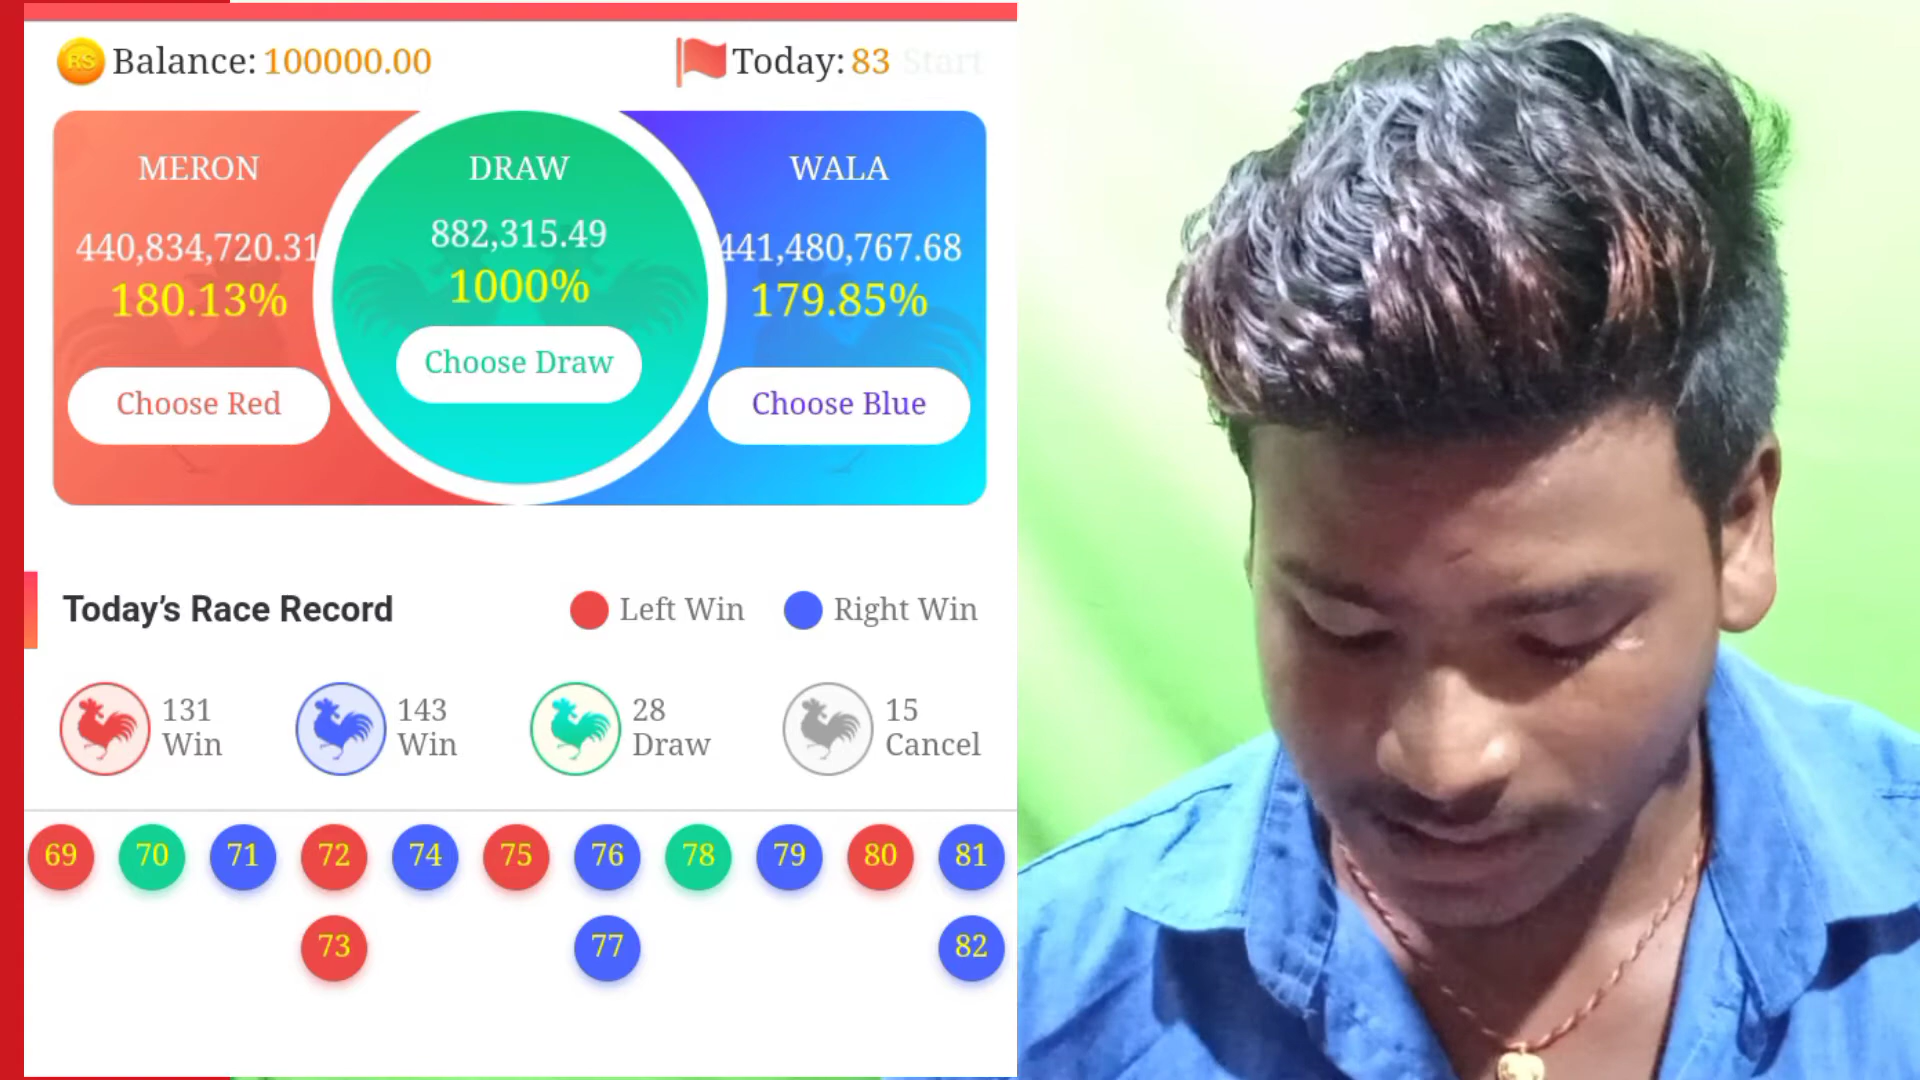 RS Balance: 100000.00
Today: 83 Start
MERON
440,834,720.31
180.13%
Choose Red
DRAW
882,315.49
1000%
Choose Draw
WALA
441,480,767.68
179.85%
Choose Blue
Today’s Race Record
Left Win
Right Win
131
Win
143
Win
28
Draw
15
Cancel
69 70 71 72 74 75 76 78 79 80 81
73 77 82